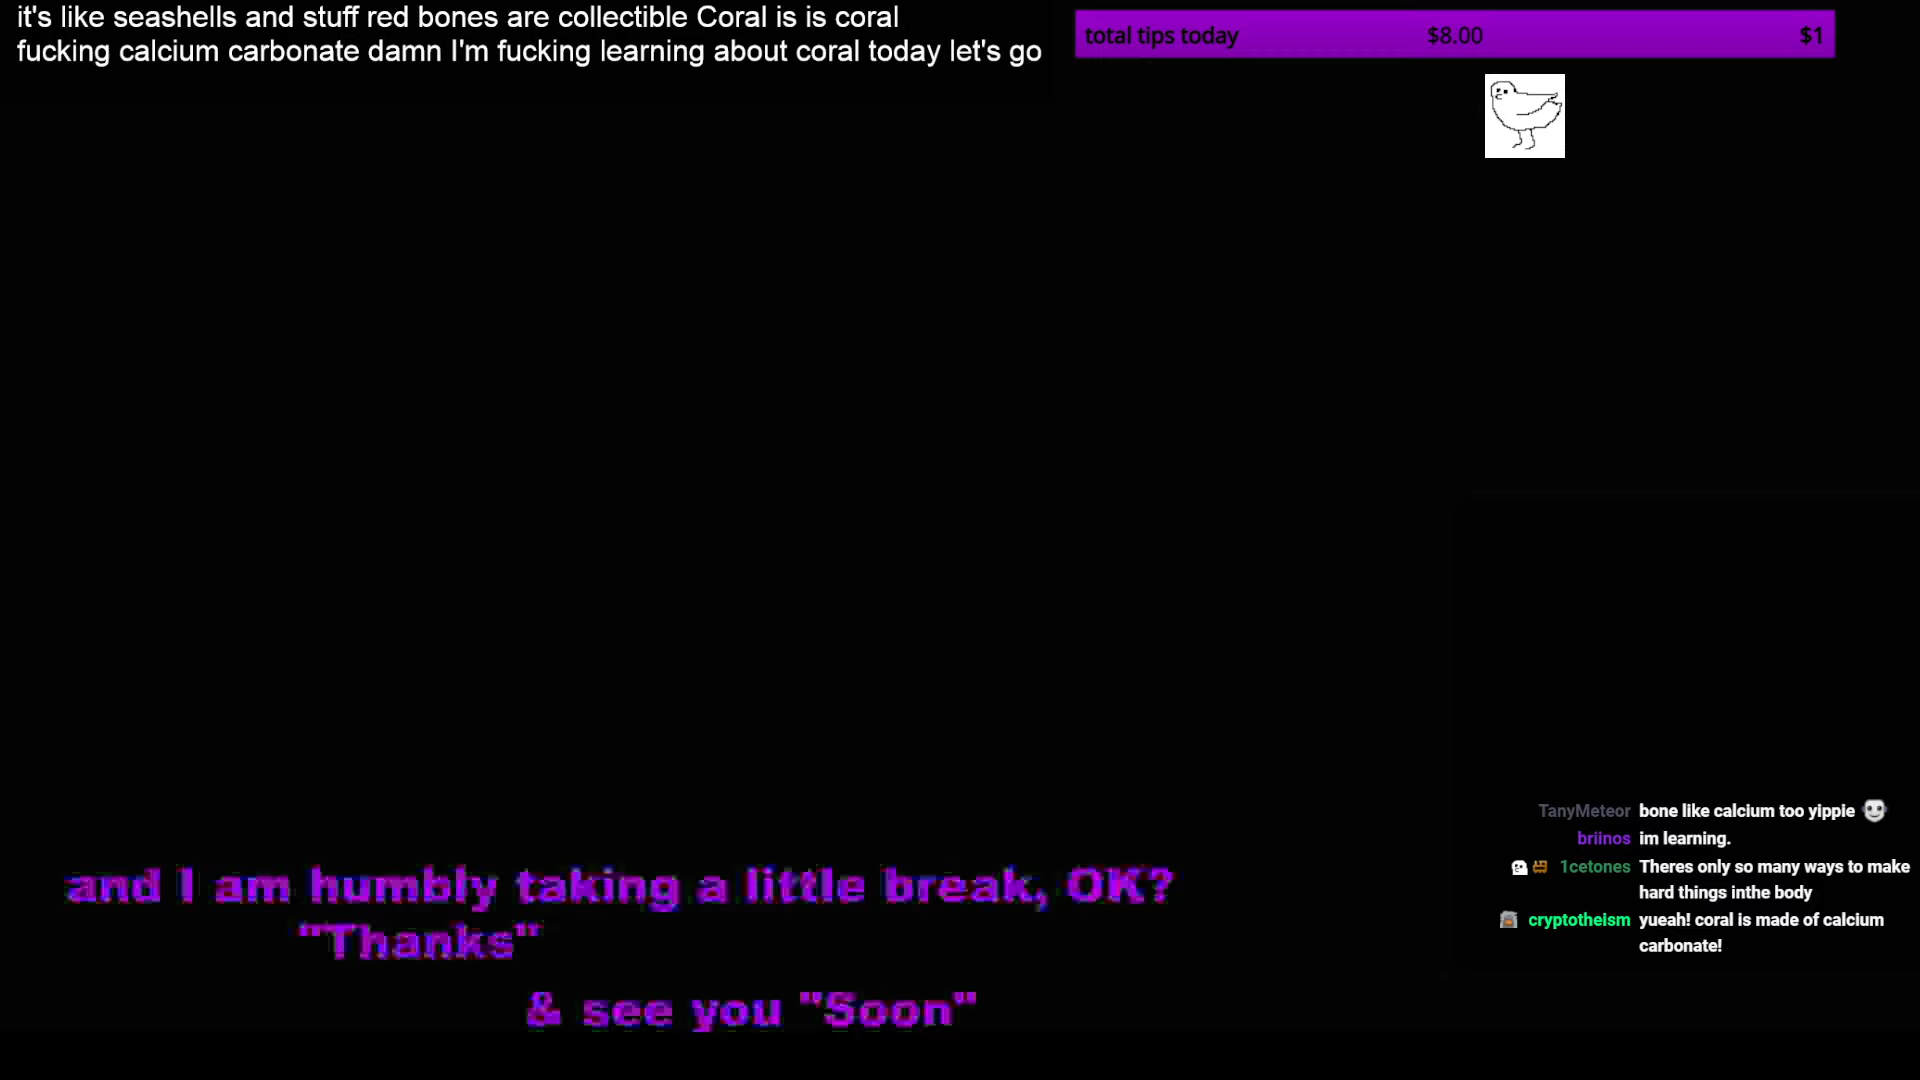 it's like seashells and stuff red bones are collectible Coral is is coral
fucking calcium carbonate damn I'm fucking learning about coral today let's go
total tips today $8.00 $1
TanyMeteor bone like calcium too yippie
briinos im learning.
1cetones Theres only so many ways to make
hard things inthe body
cryptotheism yueah! coral is made of calcium
carbonate!
and I am humbly taking a little break, OK?
"Thanks"
& see you "Soon"